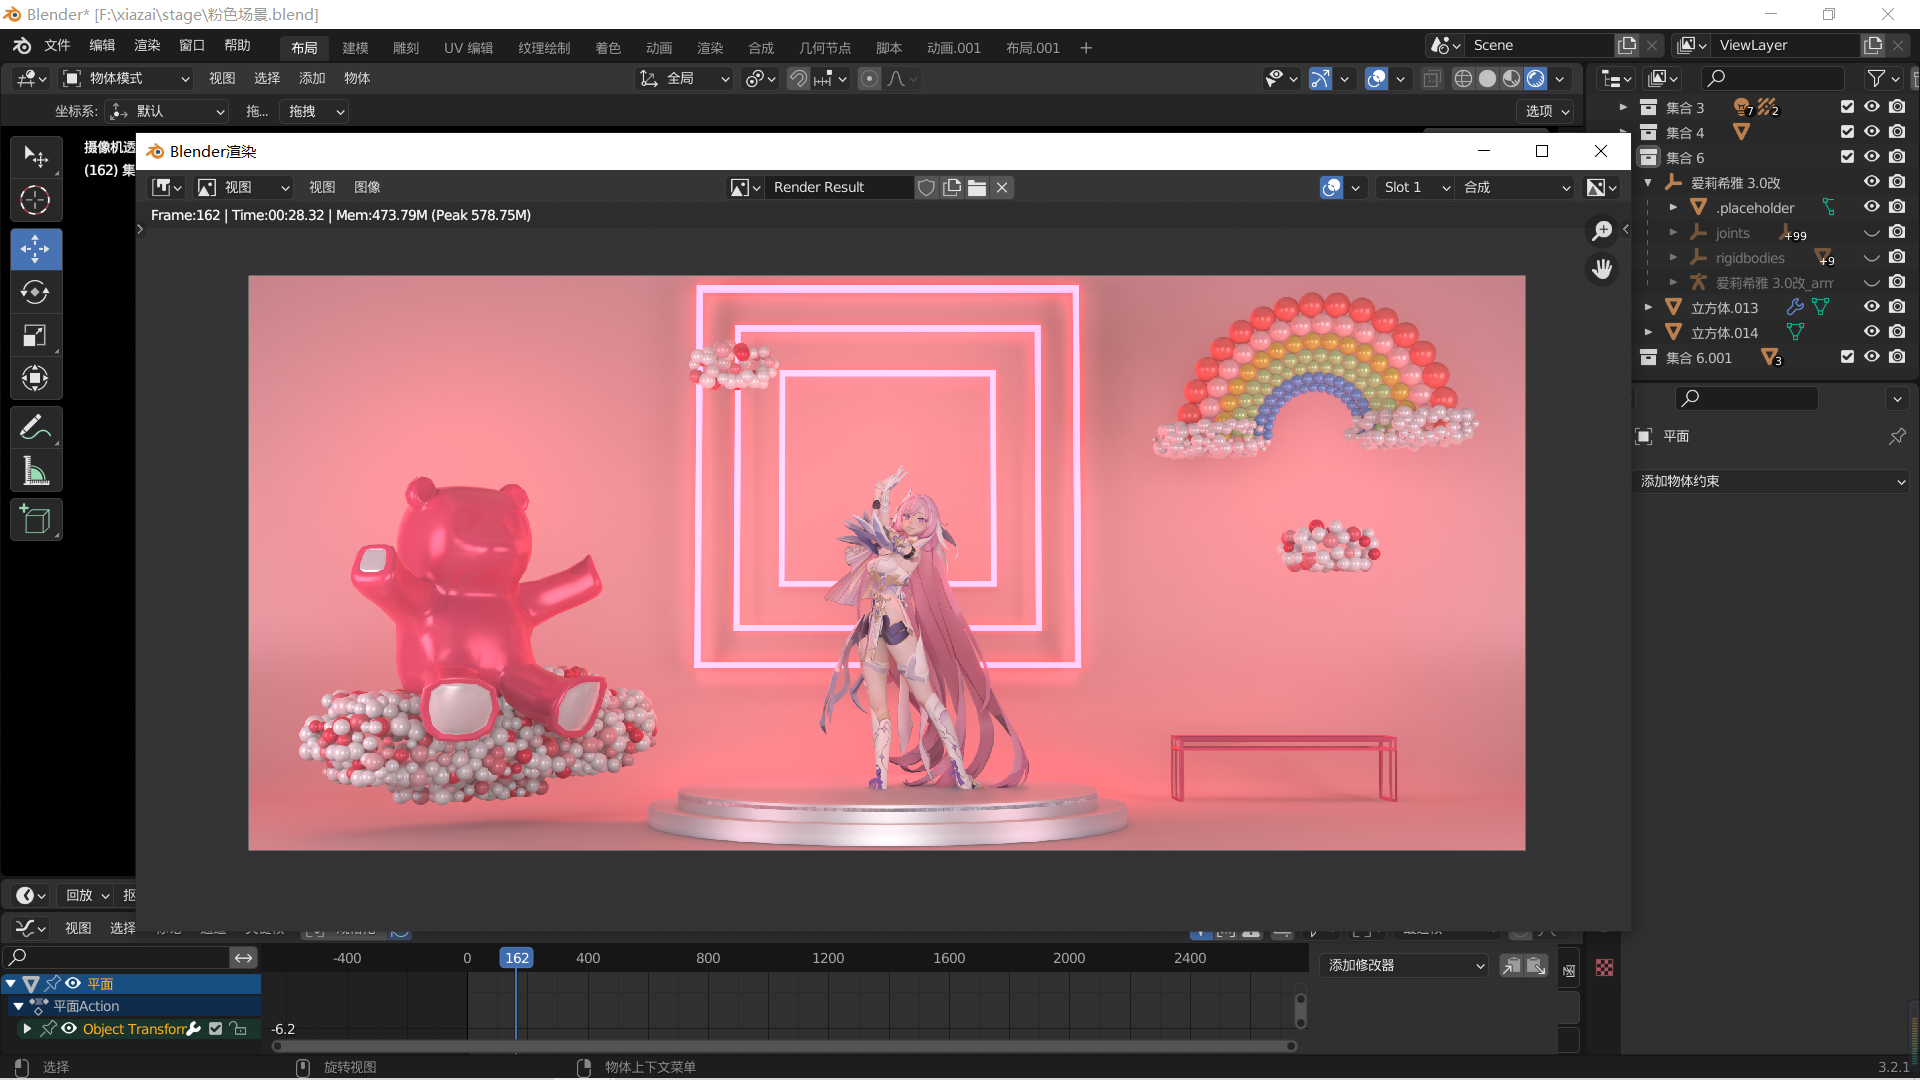 Blender* [F:\xiazai\stage\粉色场景.blend]
文件 编辑 渲染 窗口 帮助 布局 建模 雕刻 UV 编辑 纹理绘制 着色 动画 渲染 合成 几何节点 脚本 动画.001 布局.001 + Scene ViewLayer
物体模式 视图 选择 添加 物体 全局
坐标系: 默认 拖... 拖拽 选项
集合 3 7 2
集合 4
集合 6
爱莉希雅 3.0改
.placeholder
joints +99
rigidbodies +9
爱莉希雅 3.0改_arm
立方体.013
立方体.014
集合 6.001 3
摄像机透
(162) 集
Blender渲染
视图 视图 图像 Render Result Slot 1 合成
Frame:162 | Time:00:28.32 | Mem:473.79M (Peak 578.75M)
平面
添加物体约束
回放 抠
视图 选择
-400 0 162 400 800 1200 1600 2000 2400
添加修改器
平面
平面Action
Object Transform
-6.2
选择 旋转视图 物体上下文菜单 3.2.1